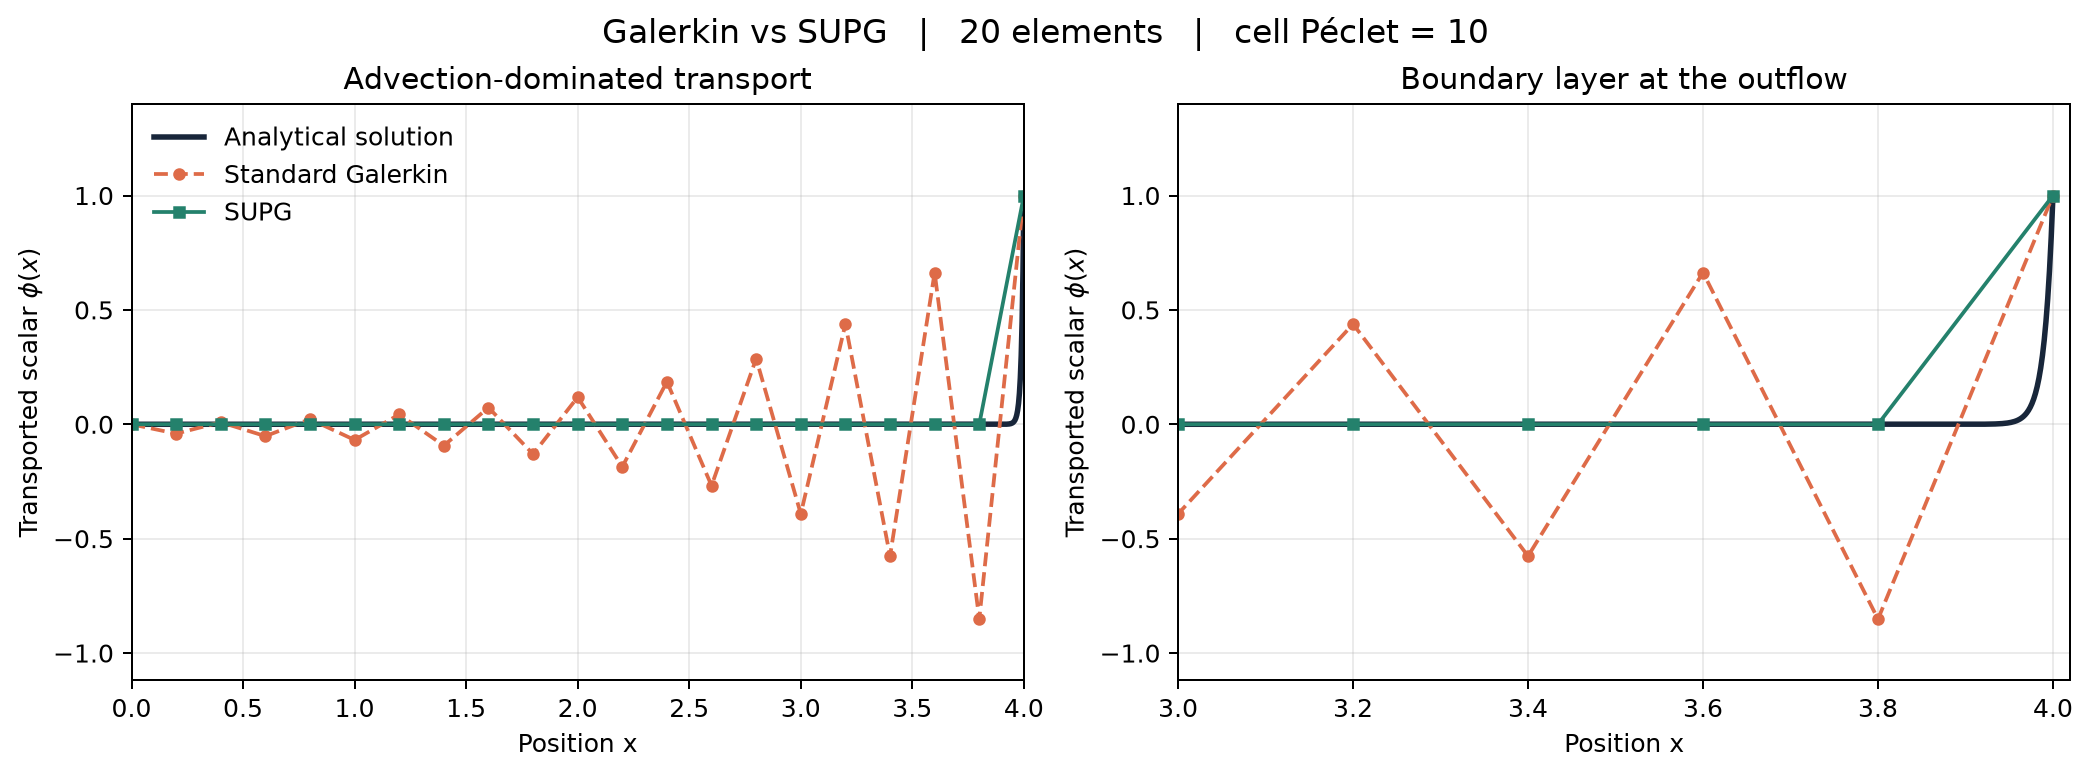 Galerkin vs SUPG | 20 elements | cell Péclet = 10
Advection-dominated transport
Analytical solution
Standard Galerkin
SUPG
Transported scalar ϕ(x)
1.0
0.5
0.0
−0.5
−1.0
0.0 0.5 1.0 1.5 2.0 2.5 3.0 3.5 4.0
Position x
Boundary layer at the outflow
Transported scalar ϕ(x)
1.0
0.5
0.0
−0.5
−1.0
3.0 3.2 3.4 3.6 3.8 4.0
Position x